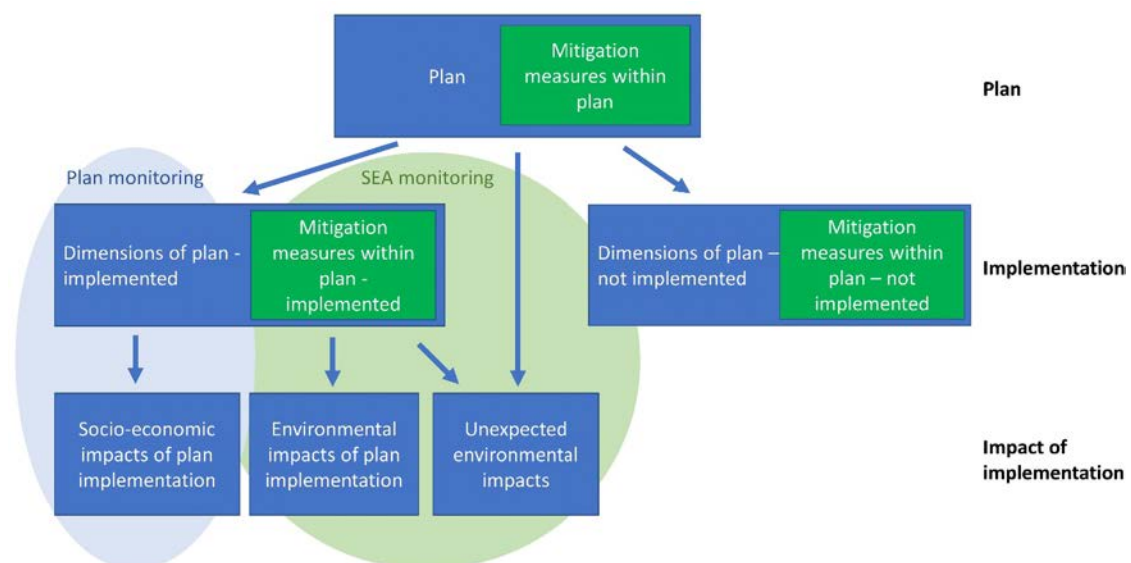 Plan
Mitigation
measures within
plan
Plan
Plan monitoring
SEA monitoring
Dimensions of plan -
implemented
Mitigation
measures within
plan -
implemented
Dimensions of plan –
not implemented
Mitigation
measures within
plan – not
implemented
Implementation
Socio-economic
impacts of plan
implementation
Environmental
impacts of plan
implementation
Unexpected
environmental
impacts
Impact of
implementation